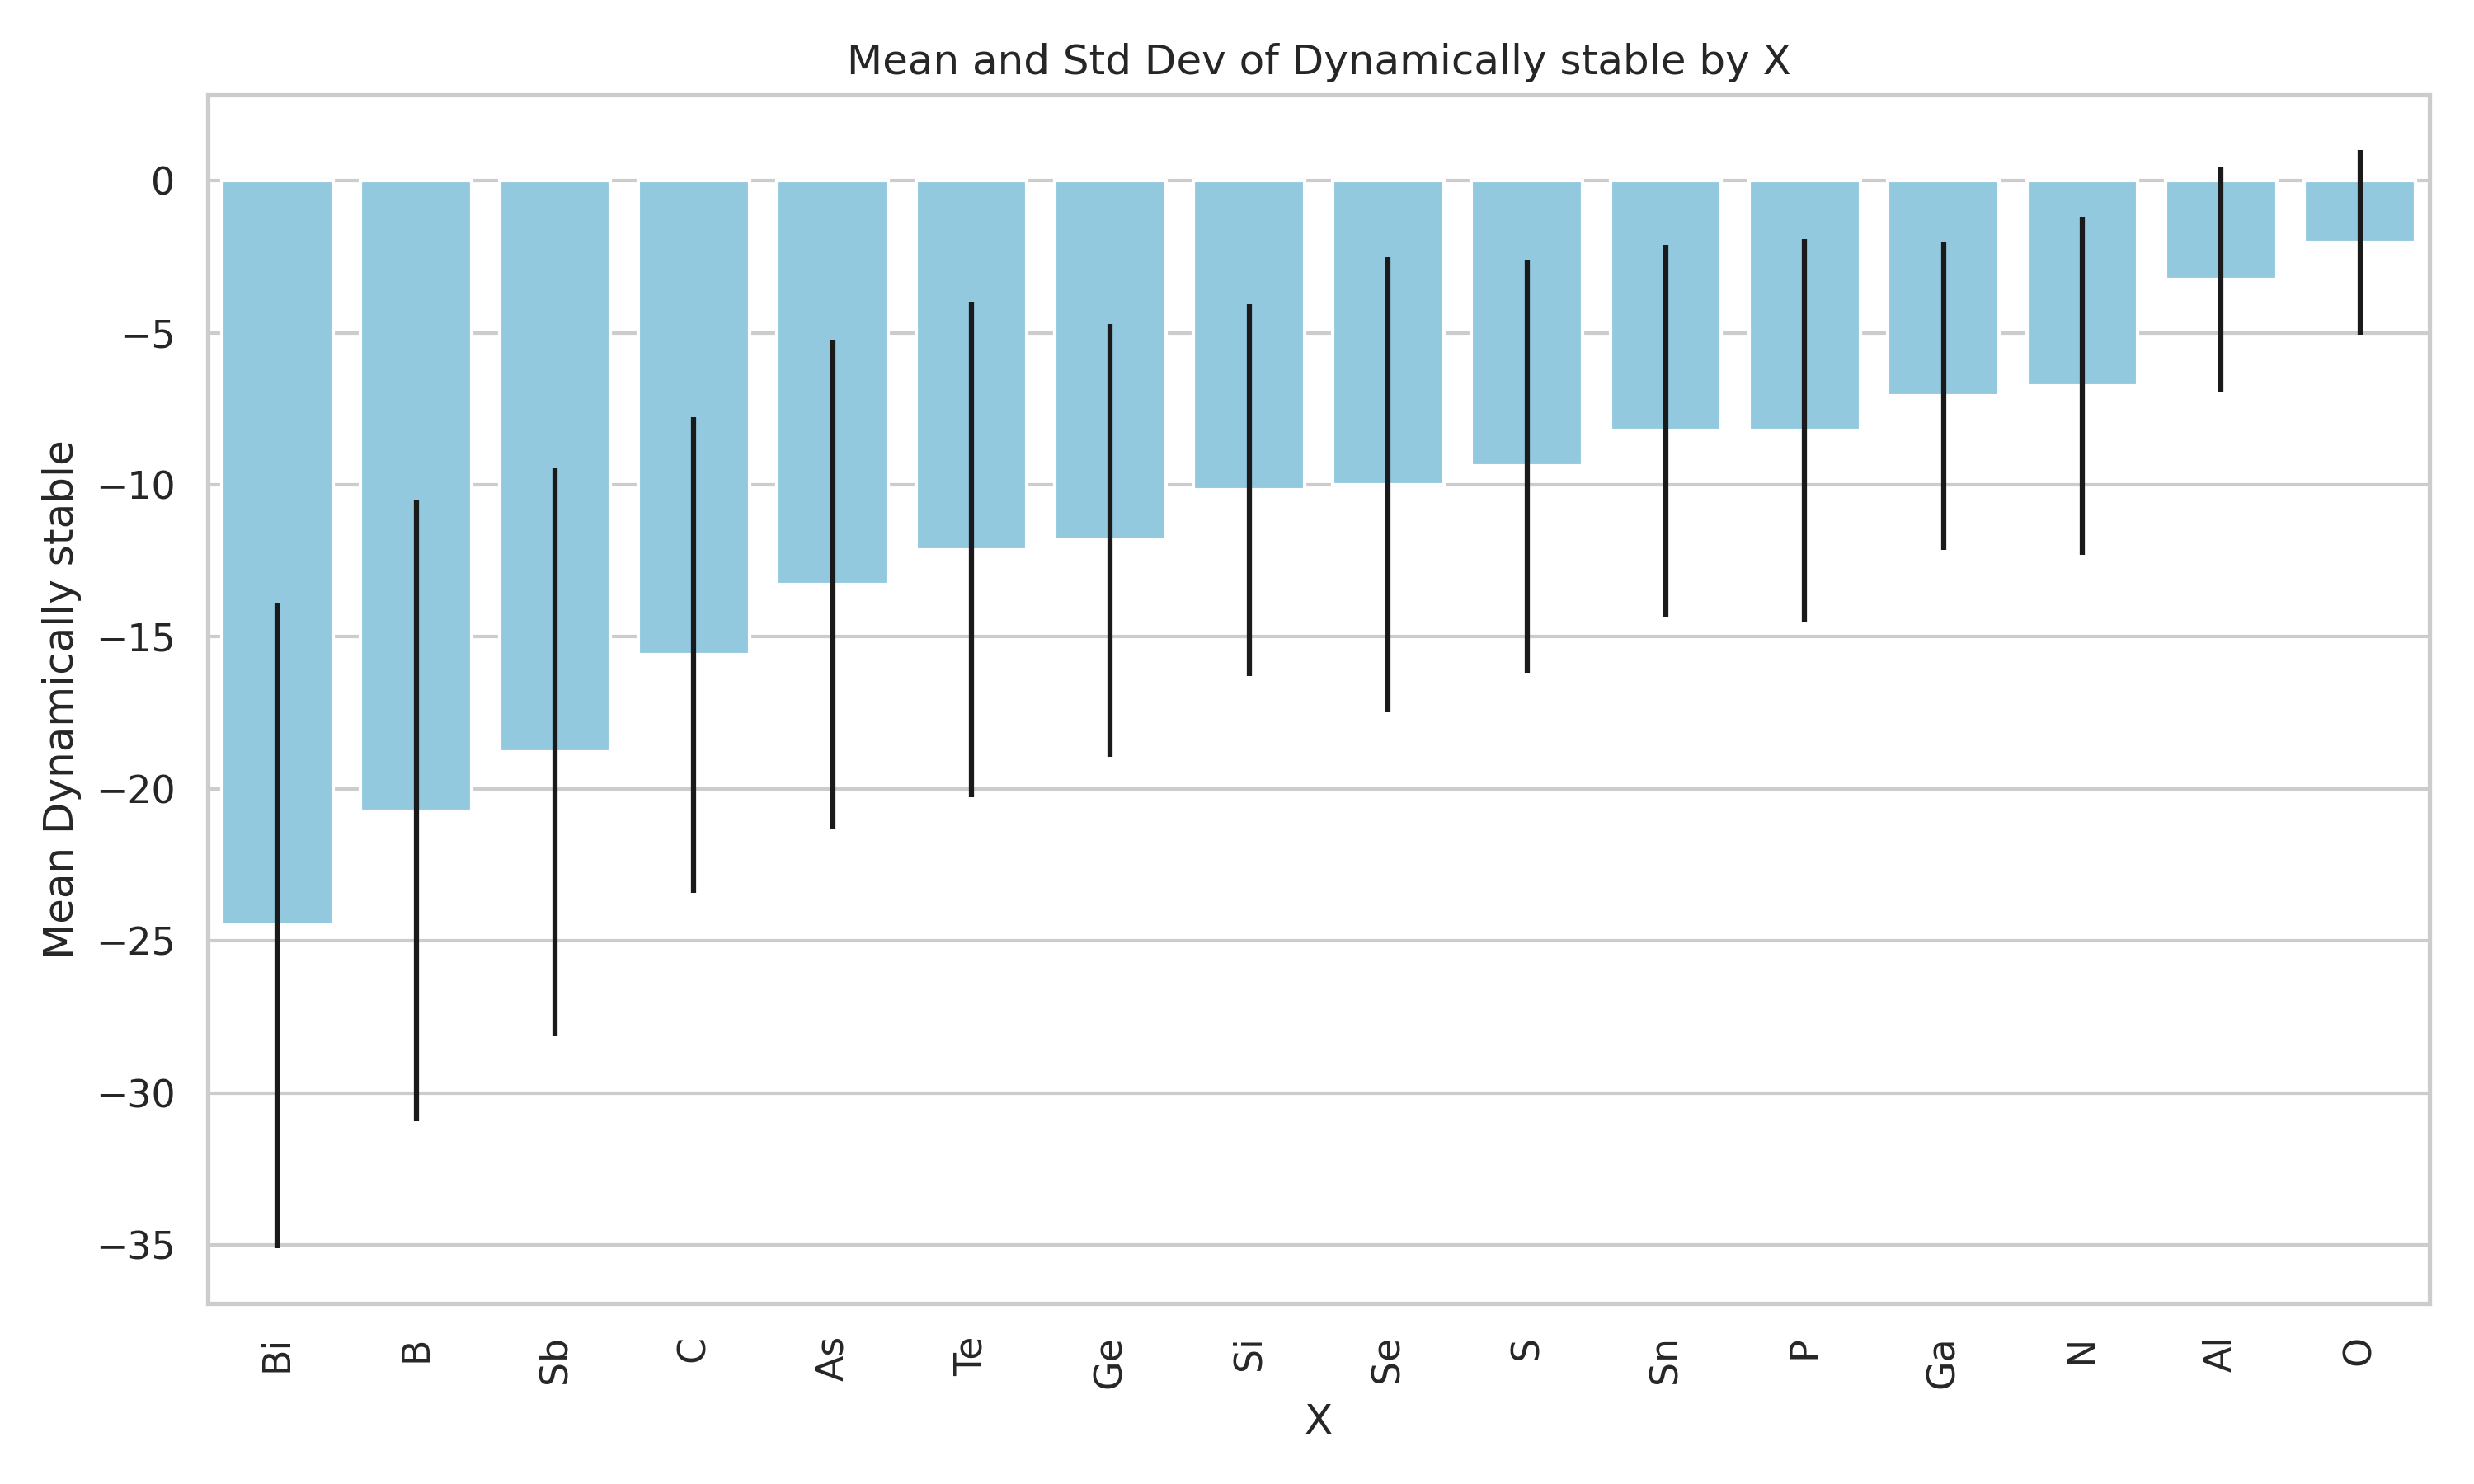 Mean and Std Dev of Dynamically stable by X
Mean Dynamically stable
0
−5
−10
−15
−20
−25
−30
−35
Bi
B
Sb
C
As
Te
Ge
Si
Se
S
Sn
P
Ga
N
Al
O
X